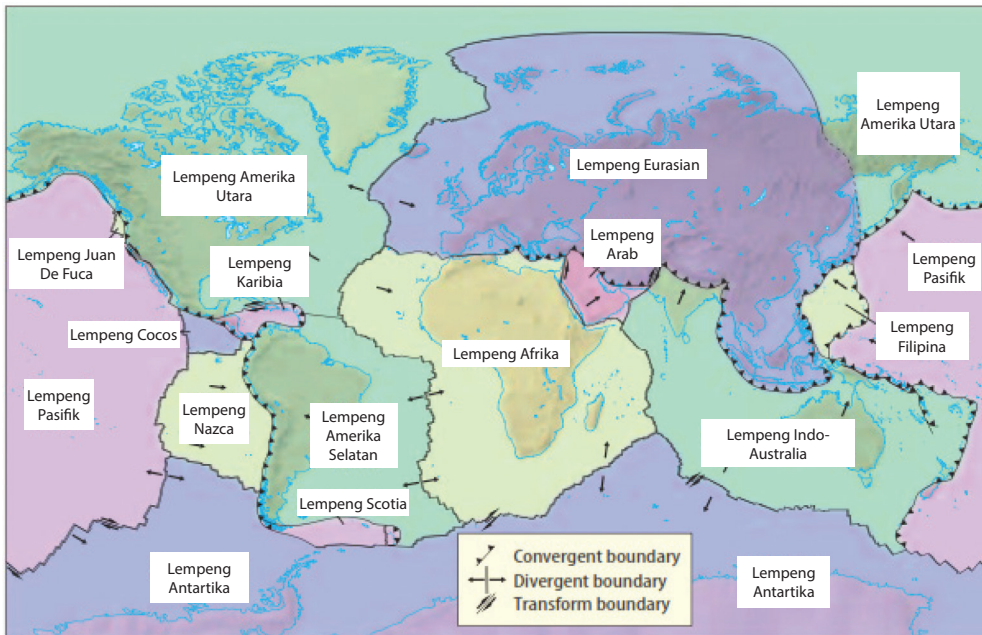 Lempeng
Amerika Utara
Lempeng Amerika
Utara
Lempeng Eurasian
Lempeng
Arab
Lempeng Juan
De Fuca
Lempeng
Karibia
Lempeng
Pasifik
Lempeng Cocos
Lempeng
Filipina
Lempeng Afrika
Lempeng
Pasifik
Lempeng
Nazca
Lempeng
Amerika
Selatan
Lempeng Indo-
Australia
Lempeng Scotia
Lempeng
Antartika
Convergent boundary
Divergent boundary
Transform boundary
Lempeng
Antartika